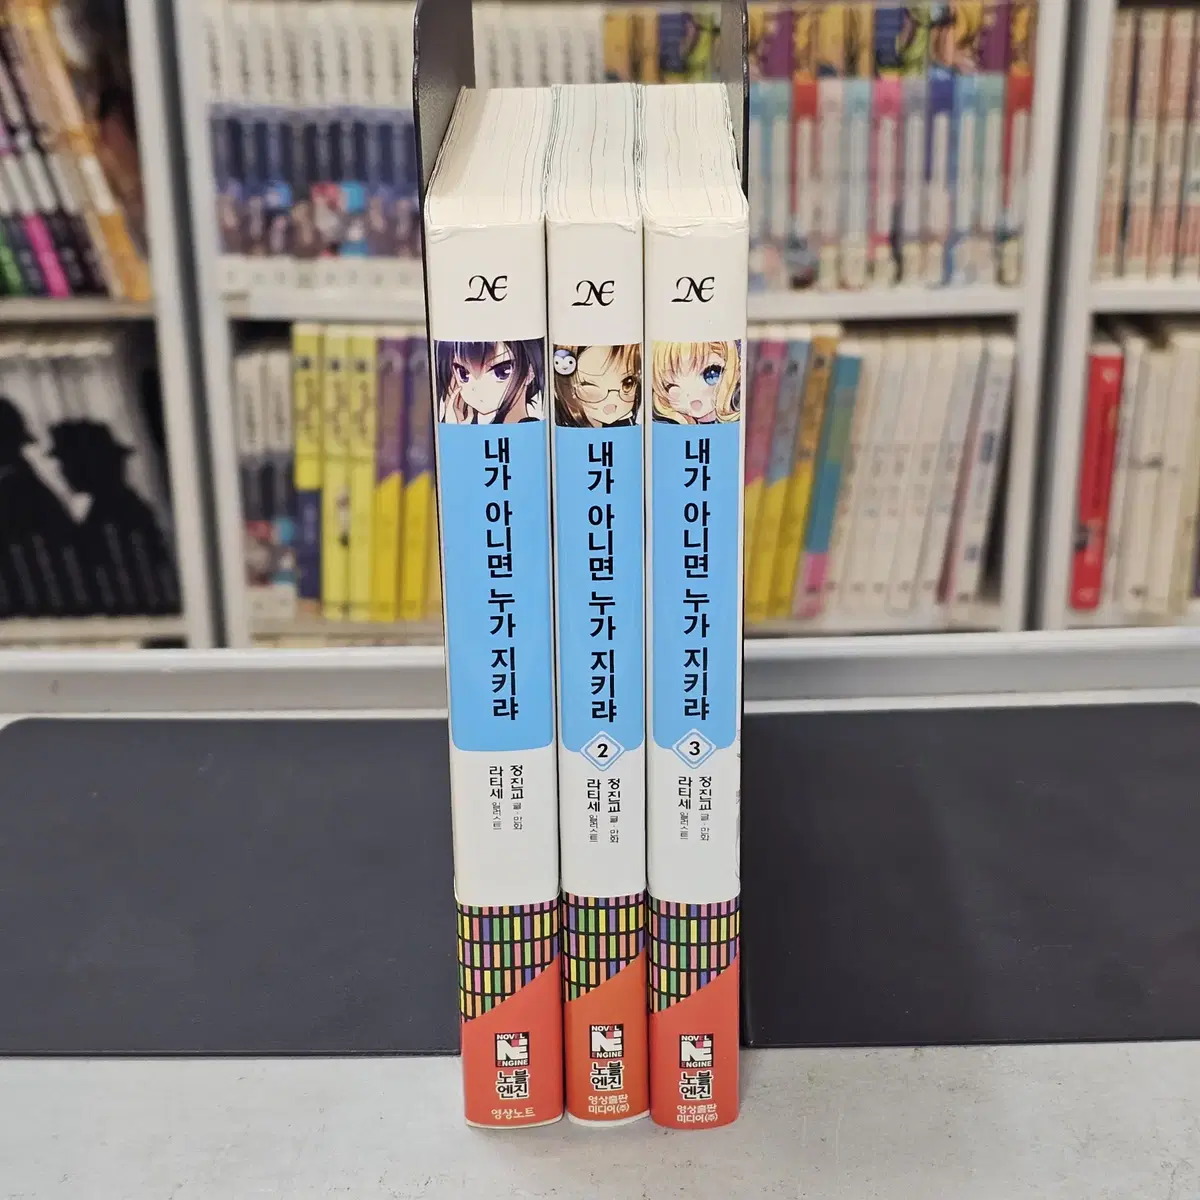 NE
내가 아니면 누가 지키랴
정진교 글·만화
라티세 일러스트
NOVEL
NE
ENGINE
노블
엔진
영상노트
NE
내가 아니면 누가 지키랴
2
정진교 글·만화
라티세 일러스트
NOVEL
NE
ENGINE
노블
엔진
영상출판
미디어(주)
NE
내가 아니면 누가 지키랴
3
정진교 글·만화
라티세 일러스트
NOVEL
NE
ENGINE
노블
엔진
영상출판
미디어(주)